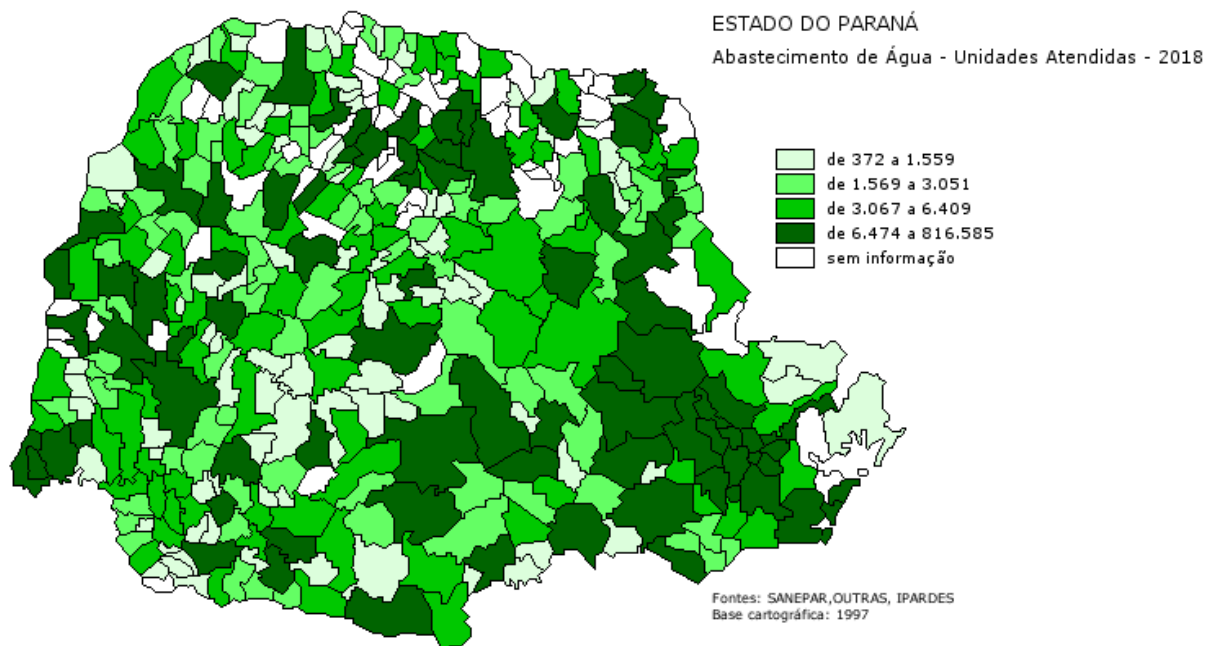 ESTADO DO PARANÁ
Abastecimento de Água - Unidades Atendidas - 2018
de 372 a 1.559
de 1.569 a 3.051
de 3.067 a 6.409
de 6.474 a 816.585
sem informação
Fontes: SANEPAR,OUTRAS, IPARDES
Base cartográfica: 1997